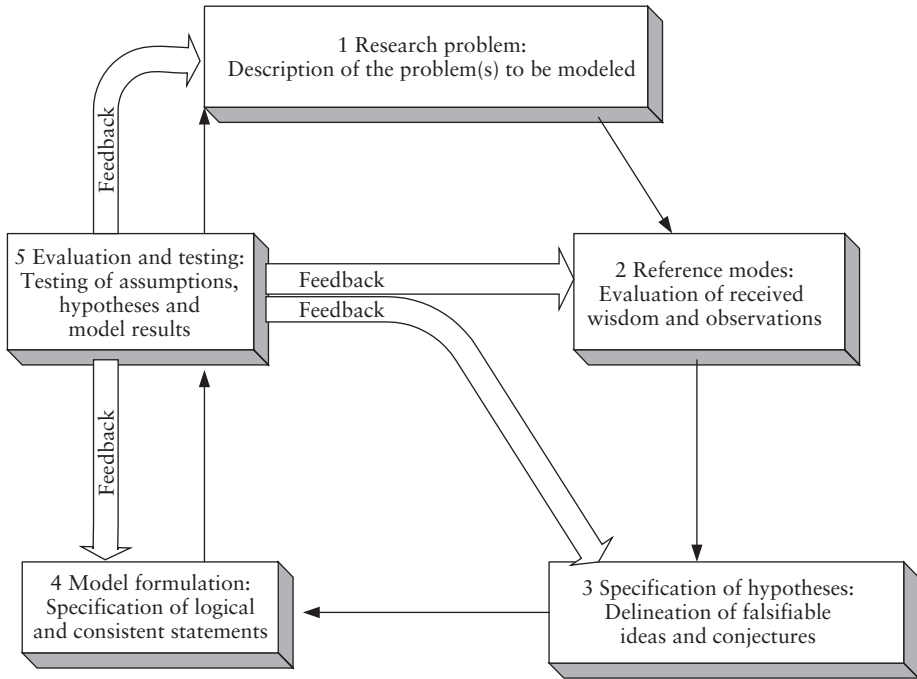 1 Research problem:
Description of the problem(s) to be modeled
Feedback
5 Evaluation and testing:
Testing of assumptions,
hypotheses and
model results
Feedback
Feedback
2 Reference modes:
Evaluation of received
wisdom and observations
Feedback
4 Model formulation:
Specification of logical
and consistent statements
3 Specification of hypotheses:
Delineation of falsifiable
ideas and conjectures